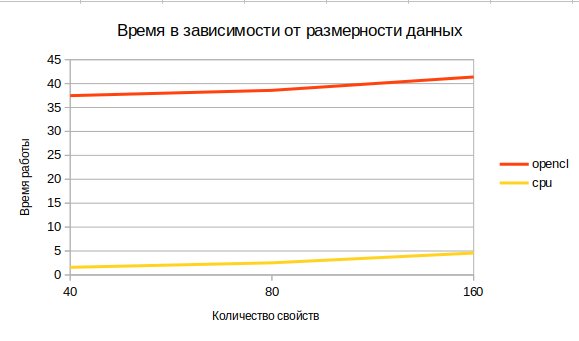 Время в зависимости от размерности данных
45
40
35
30
25
20
15
10
5
0
Время работы
40 80 160
Количество свойств
opencl
cpu